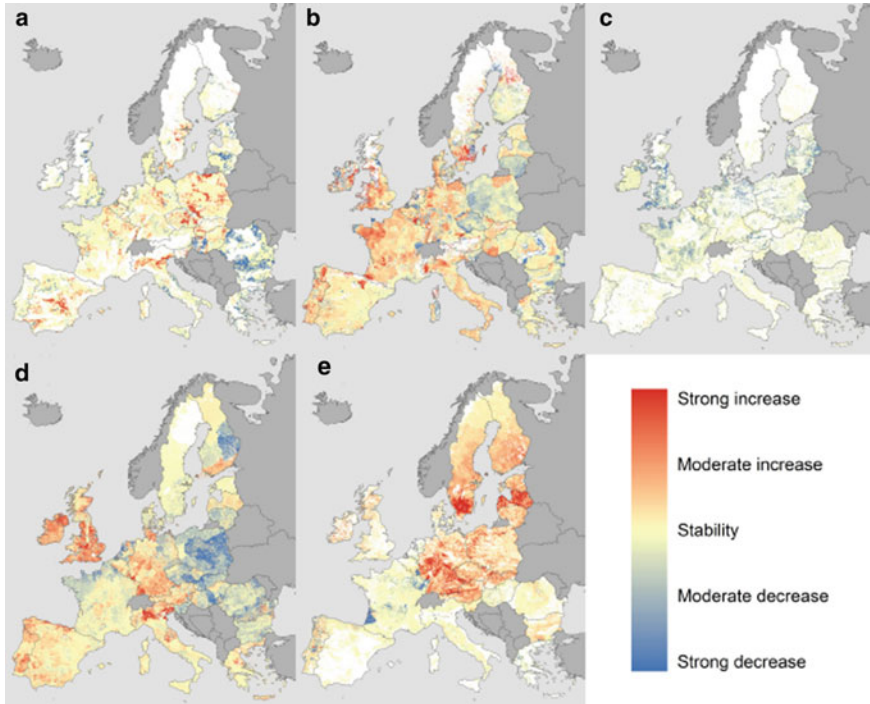 a
b
c
d
e
Strong increase
Moderate increase
Stability
Moderate decrease
Strong decrease